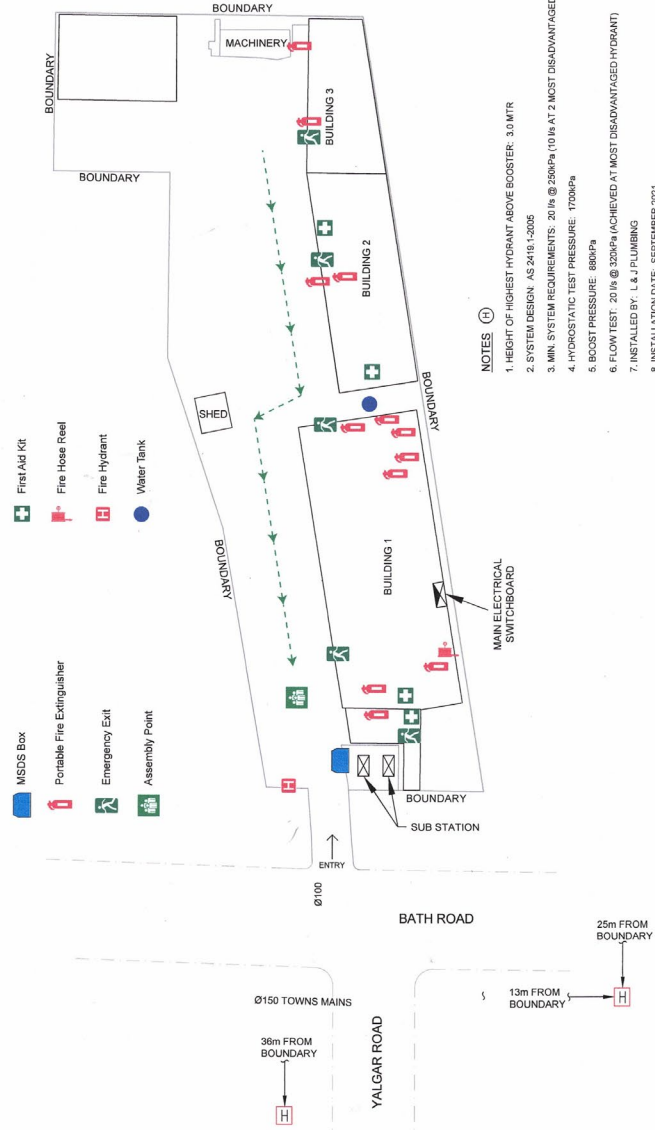 BOUNDARY
BOUNDARY
MACHINERY
BOUNDARY
BUILDING 3
BUILDING 2
SHED
BOUNDARY
BOUNDARY
BUILDING 1
MAIN ELECTRICAL
SWITCHBOARD
BOUNDARY
SUB STATION
ENTRY
Ø100
BATH ROAD
Ø150 TOWNS MAINS
YALGAR ROAD
36m FROM
BOUNDARY
H
13m FROM
BOUNDARY
25m FROM
BOUNDARY
H
H
MSDS Box
Portable Fire Extinguisher
Emergency Exit
Assembly Point
First Aid Kit
Fire Hose Reel
H Fire Hydrant
Water Tank
NOTES H
1. HEIGHT OF HIGHEST HYDRANT ABOVE BOOSTER: 3.0 MTR
2. SYSTEM DESIGN: AS 2419.1-2005
3. MIN. SYSTEM REQUIREMENTS: 20 l/s @ 250kPa (10 l/s AT 2 MOST DISADVANTAGED
4. HYDROSTATIC TEST PRESSURE: 1700kPa
5. BOOST PRESSURE: 880kPa
6. FLOW TEST: 20 l/s @ 320kPa (ACHIEVED AT MOST DISADVANTAGED HYDRANT)
7. INSTALLED BY: L & J PLUMBING
8. INSTALLATION DATE: SEPTEMBER 2021